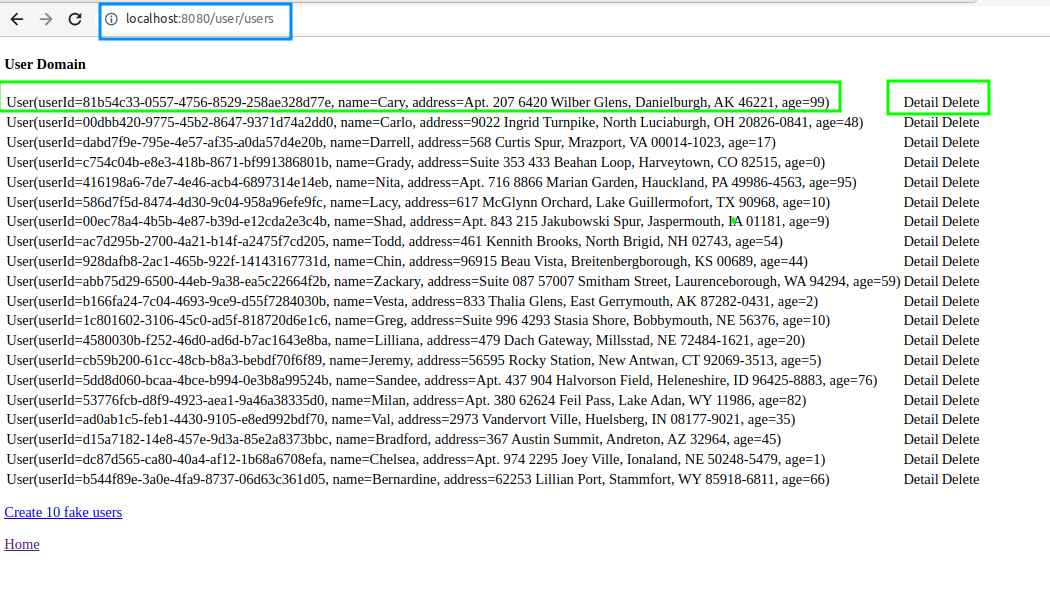 localhost:8080/user/users
User Domain
User(userId=81b54c33-0557-4756-8529-258ae328d77e, name=Cary, address=Apt. 207 6420 Wilber Glens, Danielburgh, AK 46221, age=99) Detail Delete
User(userId=00dbb420-9775-45b2-8647-9371d74a2dd0, name=Carlo, address=9022 Ingrid Turnpike, North Luciaburgh, OH 20826-0841, age=48) Detail Delete
User(userId=dabd7f9e-795e-4e57-af35-a0da57d4e20b, name=Darrell, address=568 Curtis Spur, Mrazport, VA 00014-1023, age=17) Detail Delete
User(userId=c754c04b-e8e3-418b-8671-bf991386801b, name=Grady, address=Suite 353 433 Beahan Loop, Harveytown, CO 82515, age=0) Detail Delete
User(userId=416198a6-7de7-4e46-acb4-6897314e14eb, name=Nita, address=Apt. 716 8866 Marian Garden, Hauckland, PA 49986-4563, age=95) Detail Delete
User(userId=586d7f5d-8474-4d30-9c04-958a96efe9fc, name=Lacy, address=617 McGlynn Orchard, Lake Guillermofort, TX 90968, age=10) Detail Delete
User(userId=00ec78a4-4b5b-4e87-b39d-e12cda2e3c4b, name=Shad, address=Apt. 843 215 Jakubowski Spur, Jaspermouth, IA 01181, age=9) Detail Delete
User(userId=ac7d295b-2700-4a21-b14f-a2475f7cd205, name=Todd, address=461 Kennith Brooks, North Brigid, NH 02743, age=54) Detail Delete
User(userId=928dafb8-2ac1-465b-922f-14143167731d, name=Chin, address=96915 Beau Vista, Breitenbergborough, KS 00689, age=44) Detail Delete
User(userId=abb75d29-6500-44eb-9a38-ea5c22664f2b, name=Zackary, address=Suite 087 57007 Smitham Street, Laurenceborough, WA 94294, age=59) Detail Delete
User(userId=b166fa24-7c04-4693-9ce9-d55f7284030b, name=Vesta, address=833 Thalia Glens, East Gerrymouth, AK 87282-0431, age=2) Detail Delete
User(userId=1c801602-3106-45c0-ad5f-818720d6e1c6, name=Greg, address=Suite 996 4293 Stasia Shore, Bobbymouth, NE 56376, age=10) Detail Delete
User(userId=4580030b-f252-46d0-ad6d-b7ac1643e8ba, name=Lilliana, address=479 Dach Gateway, Millsstad, NE 72484-1621, age=20) Detail Delete
User(userId=cb59b200-61cc-48cb-b8a3-bebdf70f6f89, name=Jeremy, address=56595 Rocky Station, New Antwan, CT 92069-3513, age=5) Detail Delete
User(userId=5dd8d060-bcaa-4bce-b994-0e3b8a99524b, name=Sandee, address=Apt. 437 904 Halvorson Field, Heleneshire, ID 96425-8883, age=76) Detail Delete
User(userId=53776fcb-d8f9-4923-aea1-9a46a38335d0, name=Milan, address=Apt. 380 62624 Feil Pass, Lake Adan, WY 11986, age=82) Detail Delete
User(userId=ad0ab1c5-feb1-4430-9105-e8ed992bdf70, name=Val, address=2973 Vandervort Ville, Huelsberg, IN 08177-9021, age=35) Detail Delete
User(userId=d15a7182-14e8-457e-9d3a-85e2a8373bbc, name=Bradford, address=367 Austin Summit, Andreton, AZ 32964, age=45) Detail Delete
User(userId=dc87d565-ca80-40a4-af12-1b68a6708efa, name=Chelsea, address=Apt. 974 2295 Joey Ville, Ionaland, NE 50248-5479, age=1) Detail Delete
User(userId=b544f89e-3a0e-4fa9-8737-06d63c361d05, name=Bernardine, address=62253 Lillian Port, Stammfort, WY 85918-6811, age=66) Detail Delete
Create 10 fake users
Home